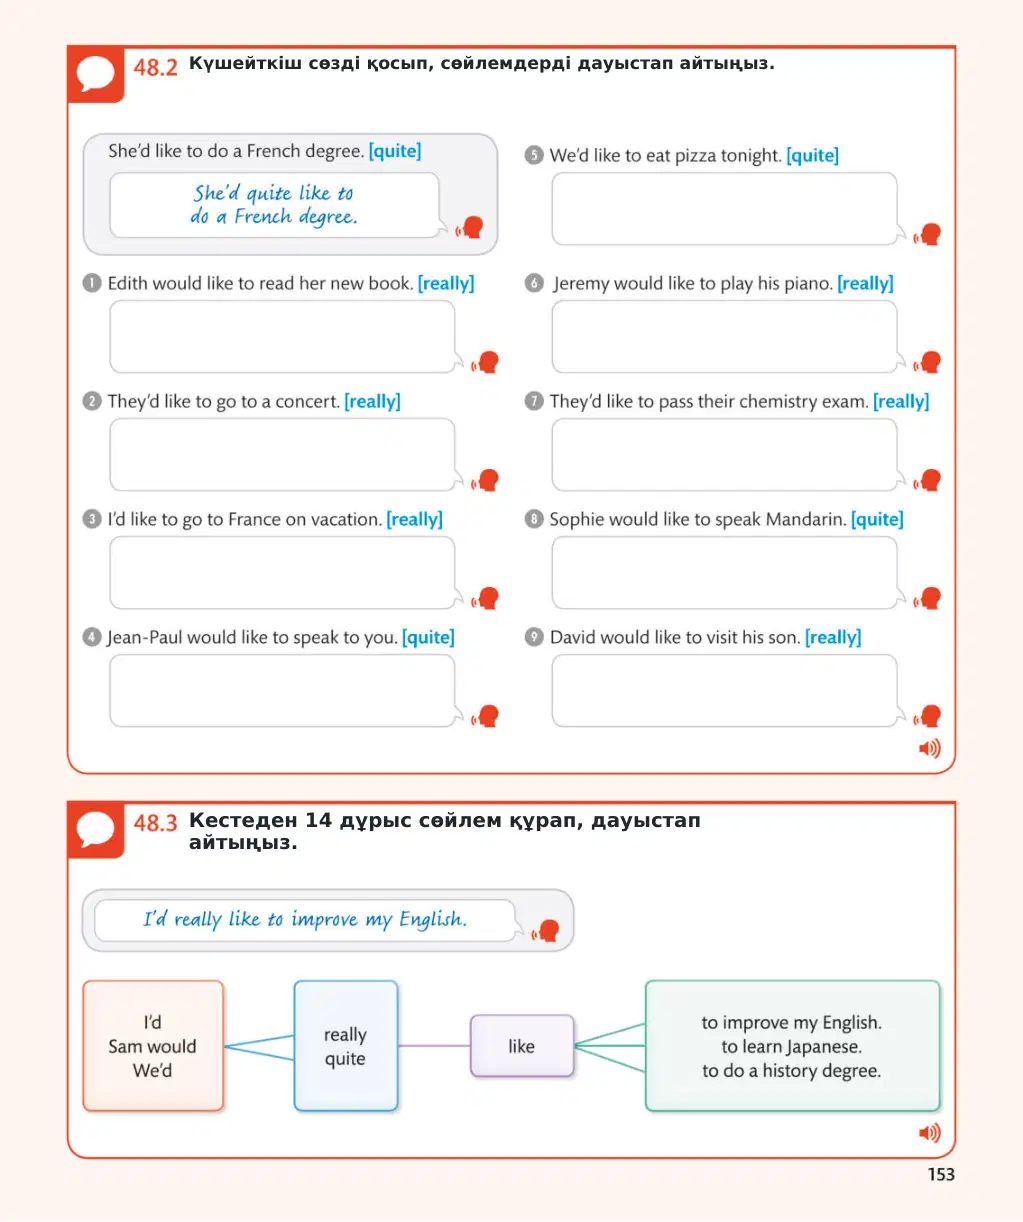 48.2 Күшейткіш сөзді қосып, сөйлемдерді дауыстап айтыңыз.
She'd like to do a French degree. [quite]
She'd quite like to
do a French degree.
1 Edith would like to read her new book. [really]
2 They'd like to go to a concert. [really]
3 I'd like to go to France on vacation. [really]
4 Jean-Paul would like to speak to you. [quite]
5 We'd like to eat pizza tonight. [quite]
6 Jeremy would like to play his piano. [really]
7 They'd like to pass their chemistry exam. [really]
8 Sophie would like to speak Mandarin. [quite]
9 David would like to visit his son. [really]
48.3 Кестеден 14 дұрыс сөйлем құрап, дауыстап
айтыңыз.
I'd really like to improve my English.
I'd
Sam would
We'd
really
quite
like
to improve my English.
to learn Japanese.
to do a history degree.
153